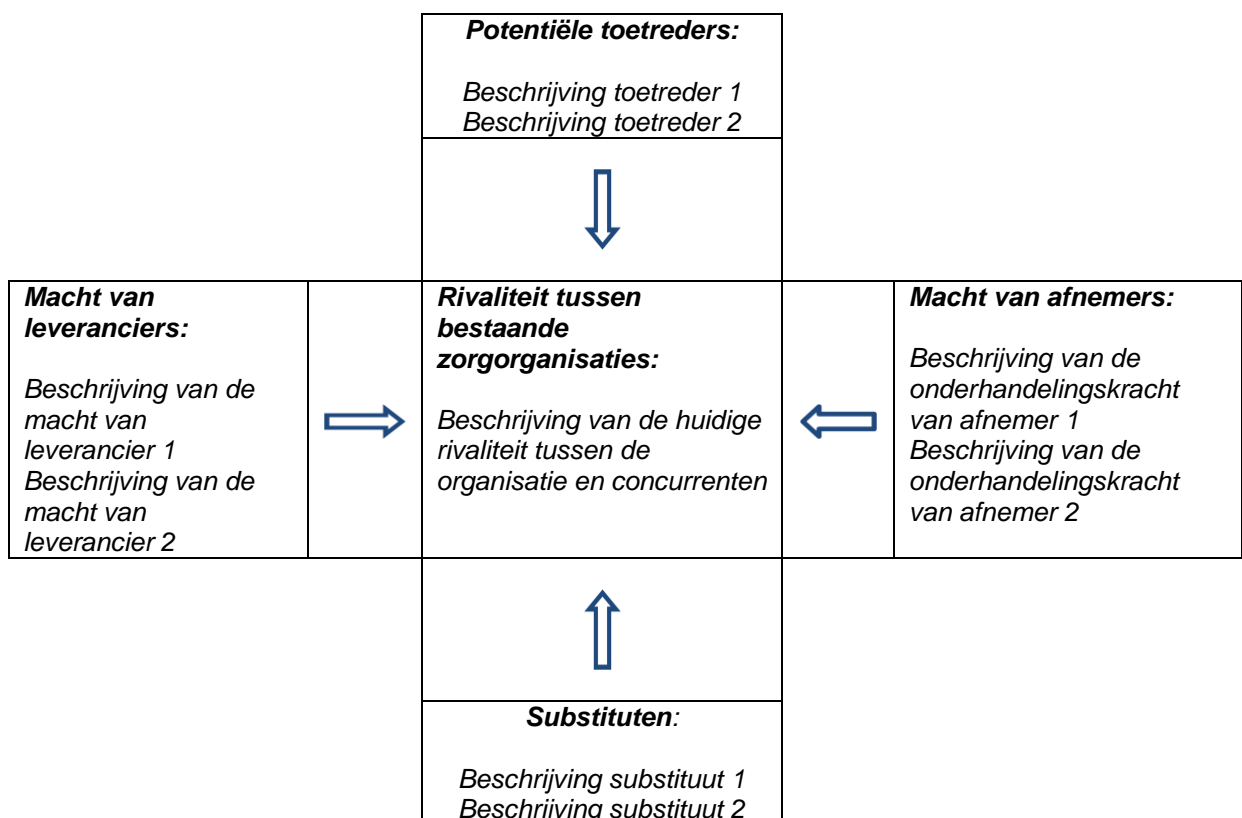 Potentiële toetreders:
Beschrijving toetreder 1
Beschrijving toetreder 2
Macht van
leveranciers:
Beschrijving van de
macht van
leverancier 1
Beschrijving van de
macht van
leverancier 2
Rivaliteit tussen
bestaande
zorgorganisaties:
Beschrijving van de huidige
rivaliteit tussen de
organisatie en concurrenten
Macht van afnemers:
Beschrijving van de
onderhandelingskracht
van afnemer 1
Beschrijving van de
onderhandelingskracht
van afnemer 2
Substituten:
Beschrijving substituut 1
Beschrijving substituut 2